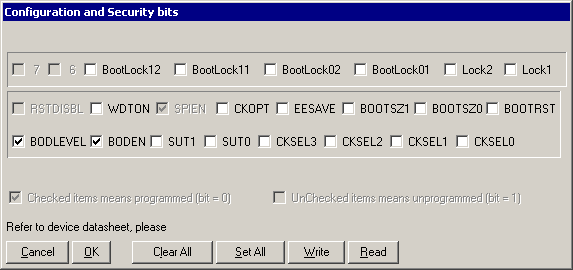 Configuration and Security bits
7 6 BootLock12 BootLock11 BootLock02 BootLock01 Lock2 Lock1
RSTDISBL WDTON SPIEN CKOPT EESAVE BOOTSZ1 BOOTSZ0 BOOTRST
BODLEVEL BODEN SUT1 SUT0 CKSEL3 CKSEL2 CKSEL1 CKSEL0
Checked items means programmed (bit = 0) UnChecked items means unprogrammed (bit = 1)
Refer to device datasheet, please
Cancel OK Clear All Set All Write Read